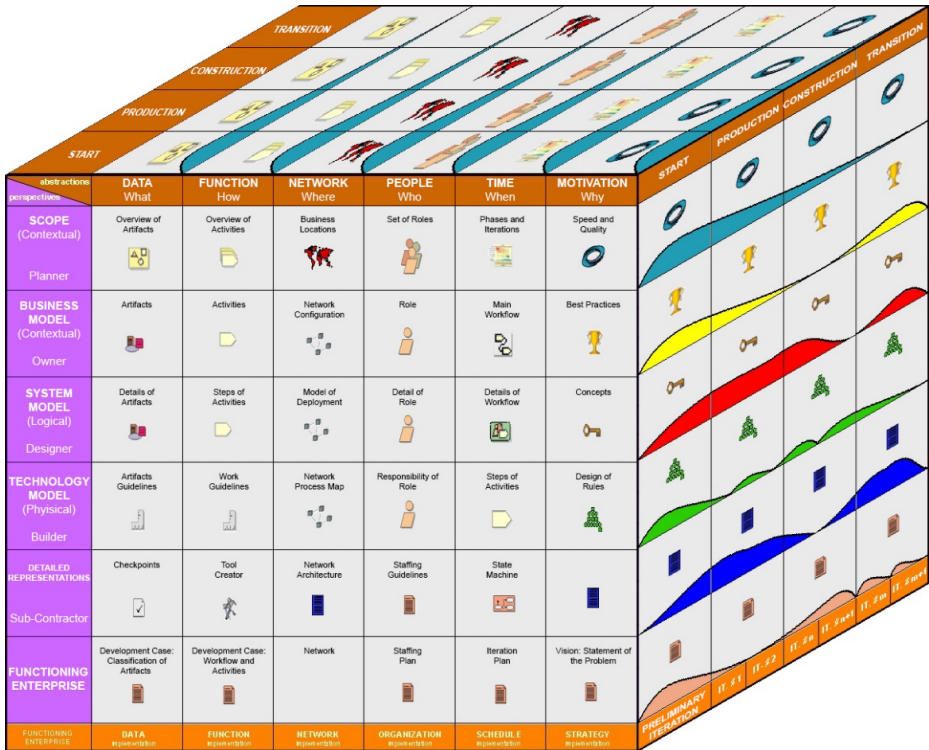 TRANSITION
CONSTRUCTION
PRODUCTION
START
START
PRODUCTION
CONSTRUCTION
TRANSITION
abstractions
perspectives
DATA
What
FUNCTION
How
NETWORK
Where
PEOPLE
Who
TIME
When
MOTIVATION
Why
SCOPE
(Contextual)
Planner
Overview of
Artifacts
Overview of
Activities
Business
Locations
Set of Roles
Phases and
Iterations
Speed and
Quality
BUSINESS
MODEL
(Contextual)
Owner
Artifacts
Activities
Network
Configuration
Role
Main
Workflow
Best Practices
SYSTEM
MODEL
(Logical)
Designer
Details of
Artifacts
Steps of
Activities
Model of
Deployment
Detail of
Role
Details of
Workflow
Concepts
TECHNOLOGY
MODEL
(Phyisical)
Builder
Artifacts
Guidelines
Work
Guidelines
Network
Process Map
Responsibility of
Role
Steps of
Activities
Design of
Rules
DETAILED
REPRESENTATIONS
Sub-Contractor
Checkpoints
Tool
Creator
Network
Architecture
Staffing
Guidelines
State
Machine
FUNCTIONING
ENTERPRISE
Development Case:
Classification of
Artifacts
Development Case:
Workflow and
Activities
Network
Staffing
Plan
Iteration
Plan
Vision: Statement of
the Problem
FUNCTIONING
ENTERPRISE
DATA
implementation
FUNCTION
implementation
NETWORK
implementation
ORGANIZATION
implementation
SCHEDULE
implementation
STRATEGY
implementation
PRELIMINARY
ITERATION
IT. #1
IT. #2
IT. #n
IT. #n+1
IT. #m
IT. #m+1